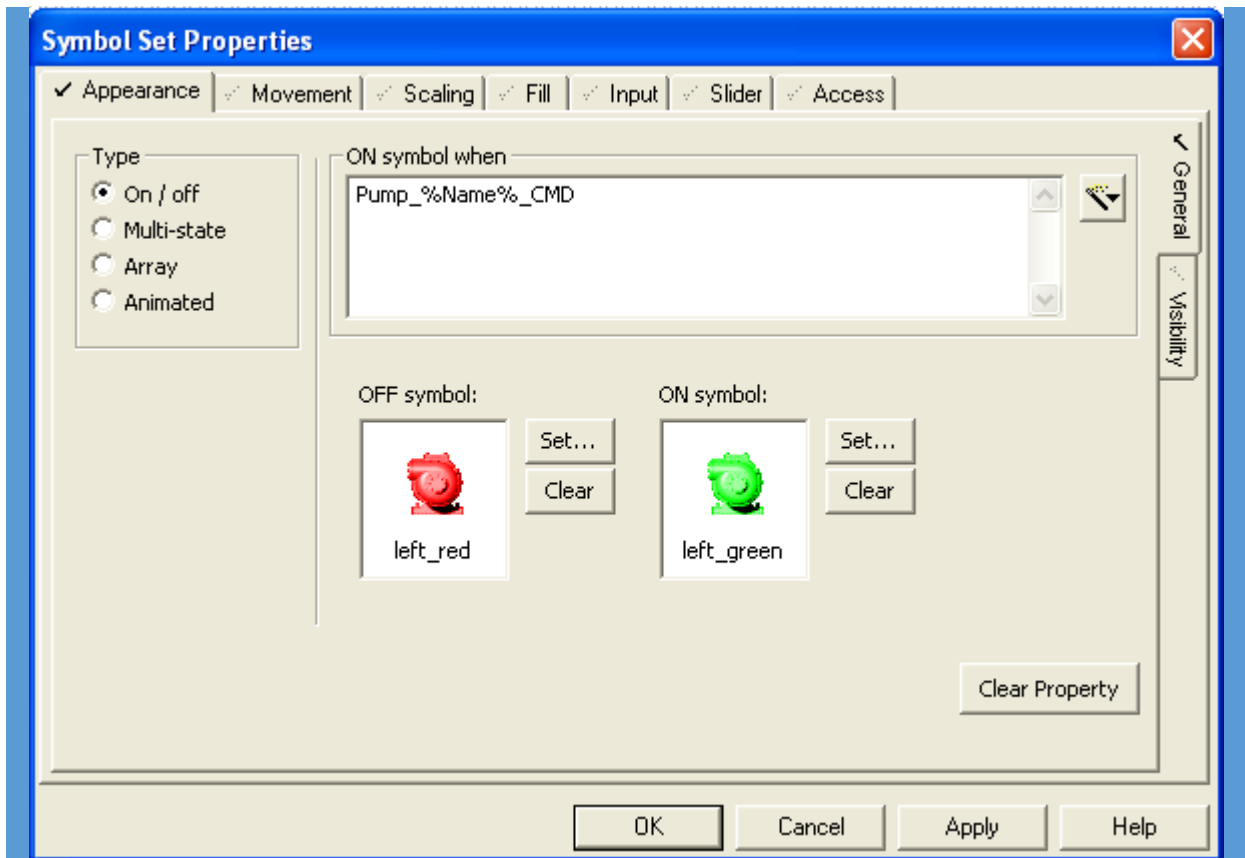 Symbol Set Properties
Appearance Movement Scaling Fill Input Slider Access
Type
On / off
Multi-state
Array
Animated
ON symbol when
Pump_%Name%_CMD
General
Visibility
OFF symbol:
Set...
Clear
left_red
ON symbol:
Set...
Clear
left_green
Clear Property
OK Cancel Apply Help